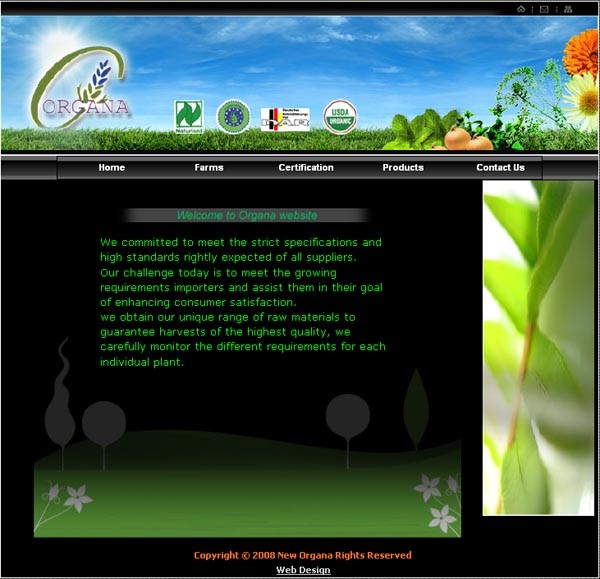 ORGANA
Naturland
USDA
ORGANIC
Home
Farms
Certification
Products
Contact Us
Welcome to Organa website
We committed to meet the strict specifications and
high standards rightly expected of all suppliers.
Our challenge today is to meet the growing
requirements importers and assist them in their goal
of enhancing consumer satisfaction.
we obtain our unique range of raw materials to
guarantee harvests of the highest quality, we
carefully monitor the different requirements for each
individual plant.
Copyright © 2008 New Organa Rights Reserved
Web Design